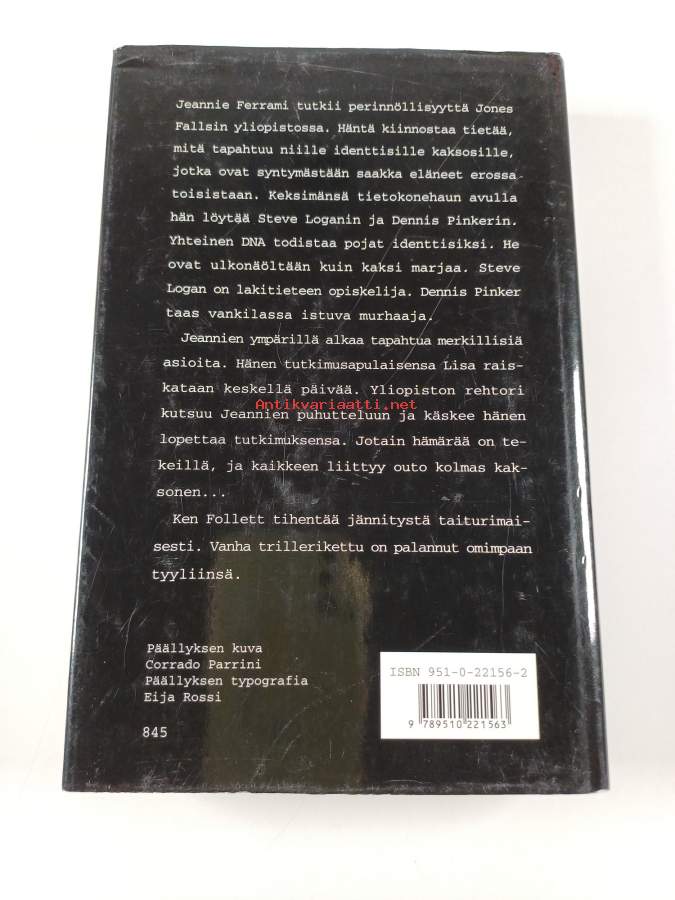 Jeannie Ferrami tutkii perinnöllisyyttä Jones
Fallsin yliopistossa. Häntä kiinnostaa tietää,
mitä tapahtuu niille identtisille kaksosille,
jotka ovat syntymästään saakka eläneet erossa
toisistaan. Keksimänsä tietokonehaun avulla
hän löytää Steve Loganin ja Dennis Pinkerin.
Yhteinen DNA todistaa pojat identtisiksi. He
ovat ulkonäöltään kuin kaksi marjaa. Steve
Logan on lakitieteen opiskelija. Dennis Pinker
taas vankilassa istuva murhaaja.
Jeannien ympärillä alkaa tapahtua merkillisiä
asioita. Hänen tutkimusapulaisensa Lisa rais-
kataan keskellä päivää. Yliopiston rehtori
Antikvariaatti.net
kutsuu Jeannien puhutteluun ja käskee hänen
lopettaa tutkimuksensa. Jotain hämärää on te-
keillä, ja kaikkeen liittyy outo kolmas kak-
sonen...
Ken Follett tihentää jännitystä taiturimai-
sesti. Vanha trillerikettu on palannut omimpaan
tyyliinsä.
Päällyksen kuva
Corrado Parrini
Päällyksen typografia
Eija Rossi
845
ISBN 951-0-22156-2
9 789510 221563